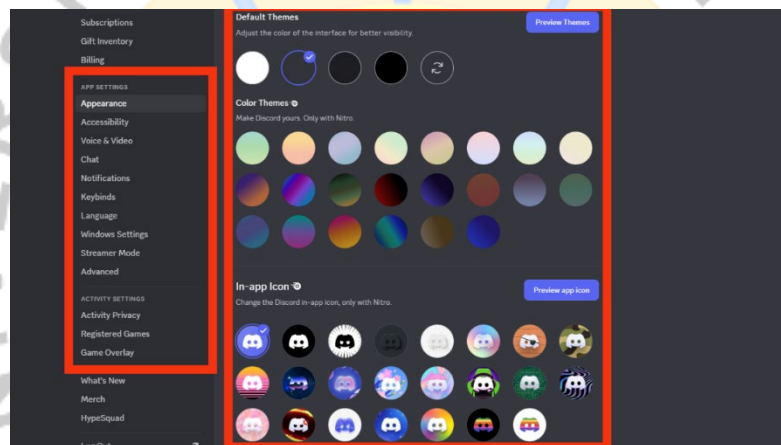 Subscriptions
Gift Inventory
Billing
APP SETTINGS
Appearance
Accessibility
Voice & Video
Chat
Notifications
Keybinds
Language
Windows Settings
Streamer Mode
Advanced
ACTIVITY SETTINGS
Activity Privacy
Registered Games
Game Overlay
What's New
Merch
HypeSquad
Log Out
Default Themes
Preview Themes
Adjust the color of the interface for better visibility.
Color Themes
Make Discord yours. Only with Nitro.
In-app Icon
Preview app icon
Change the Discord in-app icon, only with Nitro.